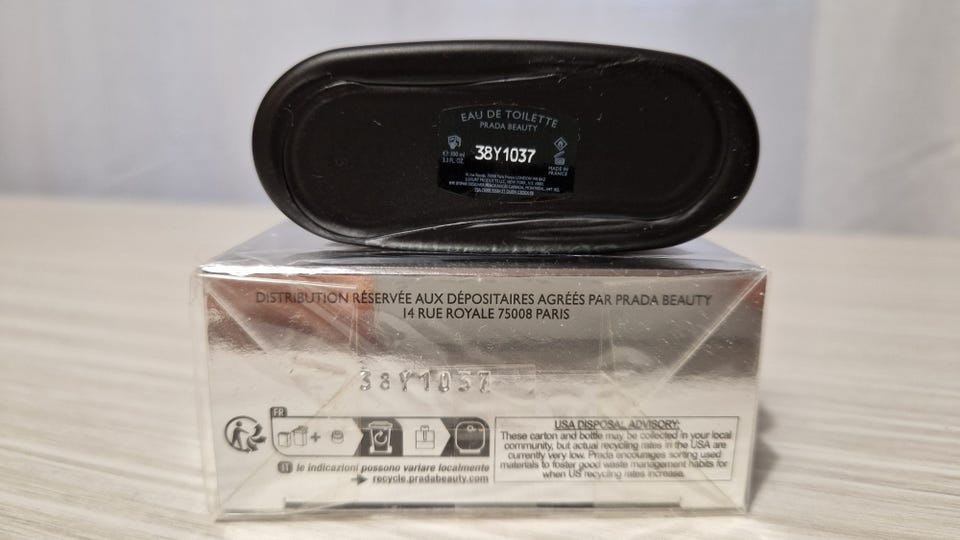 EAU DE TOILETTE
PRADA BEAUTY
e 100 ml
3.3 FL. OZ.
38Y1037
MADE IN
FRANCE
DISTRIBUTION RÉSERVÉE AUX DÉPOSITAIRES AGRÉÉS PAR PRADA BEAUTY
14 RUE ROYALE 75008 PARIS
38Y1037
FR
+
IT le indicazioni possono variare localmente
recycle.pradabeauty.com
USA DISPOSAL ADVISORY:
These carton and bottle may be collected in your local
community, but actual recycling rates in the USA are
currently very low. Prada encourages sorting used
materials to foster good waste management habits for
when US recycling rates increase.